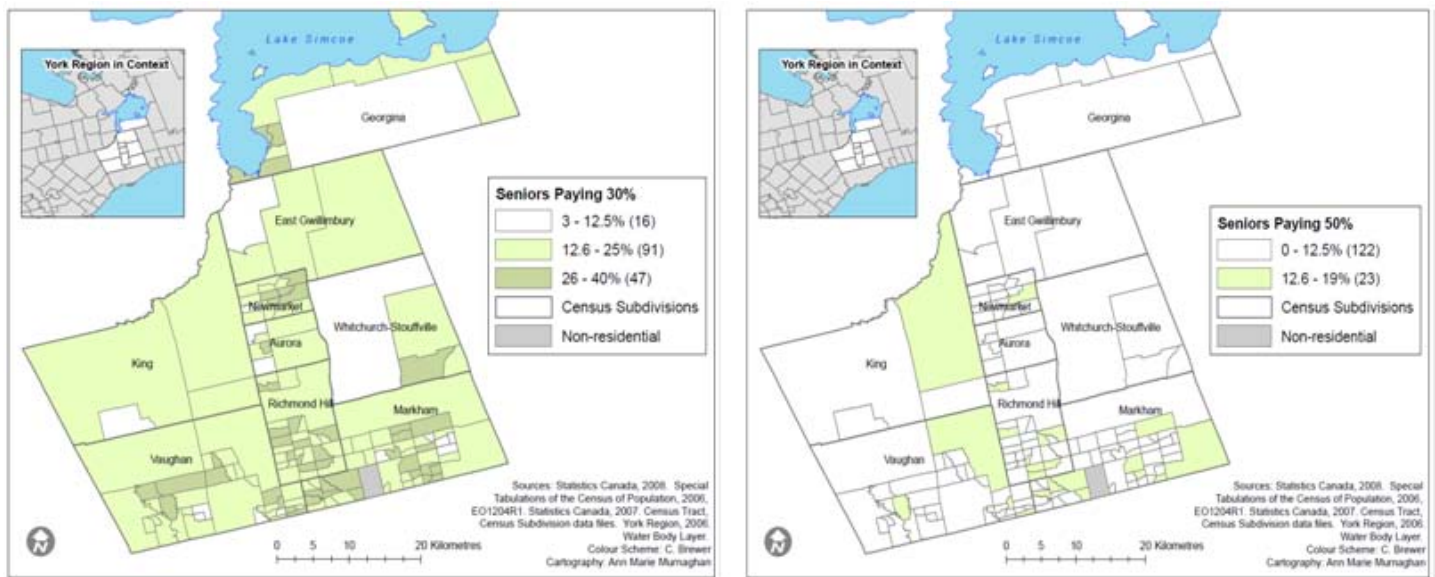 Lake Simcoe
York Region in Context
Georgina
East Gwillimbury
Newmarket
Whitchurch-Stouffville
Aurora
King
Richmond Hill
Markham
Vaughan
Seniors Paying 30%
3 - 12.5% (16)
12.6 - 25% (91)
26 - 40% (47)
Census Subdivisions
Non-residential
Sources: Statistics Canada, 2008. Special
Tabulations of the Census of Population, 2006,
EO1204R1. Statistics Canada, 2007. Census Tract,
Census Subdivision data files. York Region, 2006.
Water Body Layer.
Colour Scheme: C. Brewer
Cartography: Ann Marie Murnaghan
N
0 5 10 20 Kilometres
Lake Simcoe
York Region in Context
Georgina
East Gwillimbury
Newmarket
Whitchurch-Stouffville
Aurora
King
Richmond Hill
Markham
Vaughan
Seniors Paying 50%
0 - 12.5% (122)
12.6 - 19% (23)
Census Subdivisions
Non-residential
Sources: Statistics Canada, 2008. Special
Tabulations of the Census of Population, 2006,
EO1204R1. Statistics Canada, 2007. Census Tract,
Census Subdivision data files. York Region, 2006.
Water Body Layer.
Colour Scheme: C. Brewer
Cartography: Ann Marie Murnaghan
N
0 5 10 20 Kilometres